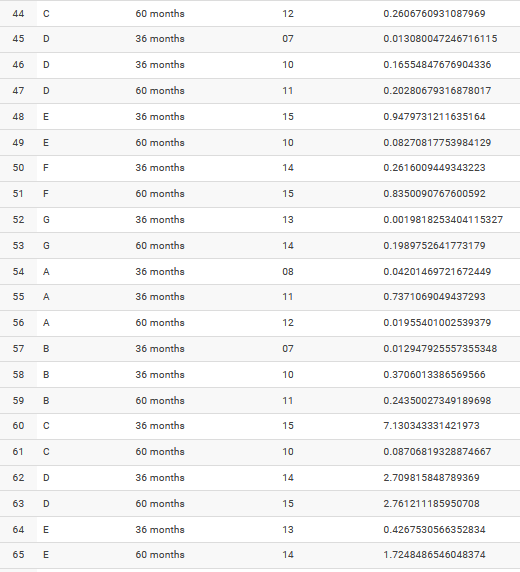 44 C 60 months 12 0.2606760931087969
45 D 36 months 07 0.013080047246716115
46 D 36 months 10 0.16554847676904336
47 D 60 months 11 0.20280679316878017
48 E 36 months 15 0.9479731211635164
49 E 60 months 10 0.08270817753984129
50 F 36 months 14 0.2616009449343223
51 F 60 months 15 0.8350090767600592
52 G 36 months 13 0.0019818253404115327
53 G 60 months 14 0.1989752641773179
54 A 36 months 08 0.04201469721672449
55 A 36 months 11 0.7371069049437293
56 A 60 months 12 0.01955401002539379
57 B 36 months 07 0.012947925557355348
58 B 36 months 10 0.3706013386569566
59 B 60 months 11 0.24350027349189698
60 C 36 months 15 7.130343331421973
61 C 60 months 10 0.08706819328874667
62 D 36 months 14 2.709815848789369
63 D 60 months 15 2.761211185950708
64 E 36 months 13 0.4267530566352834
65 E 60 months 14 1.7248486546048374